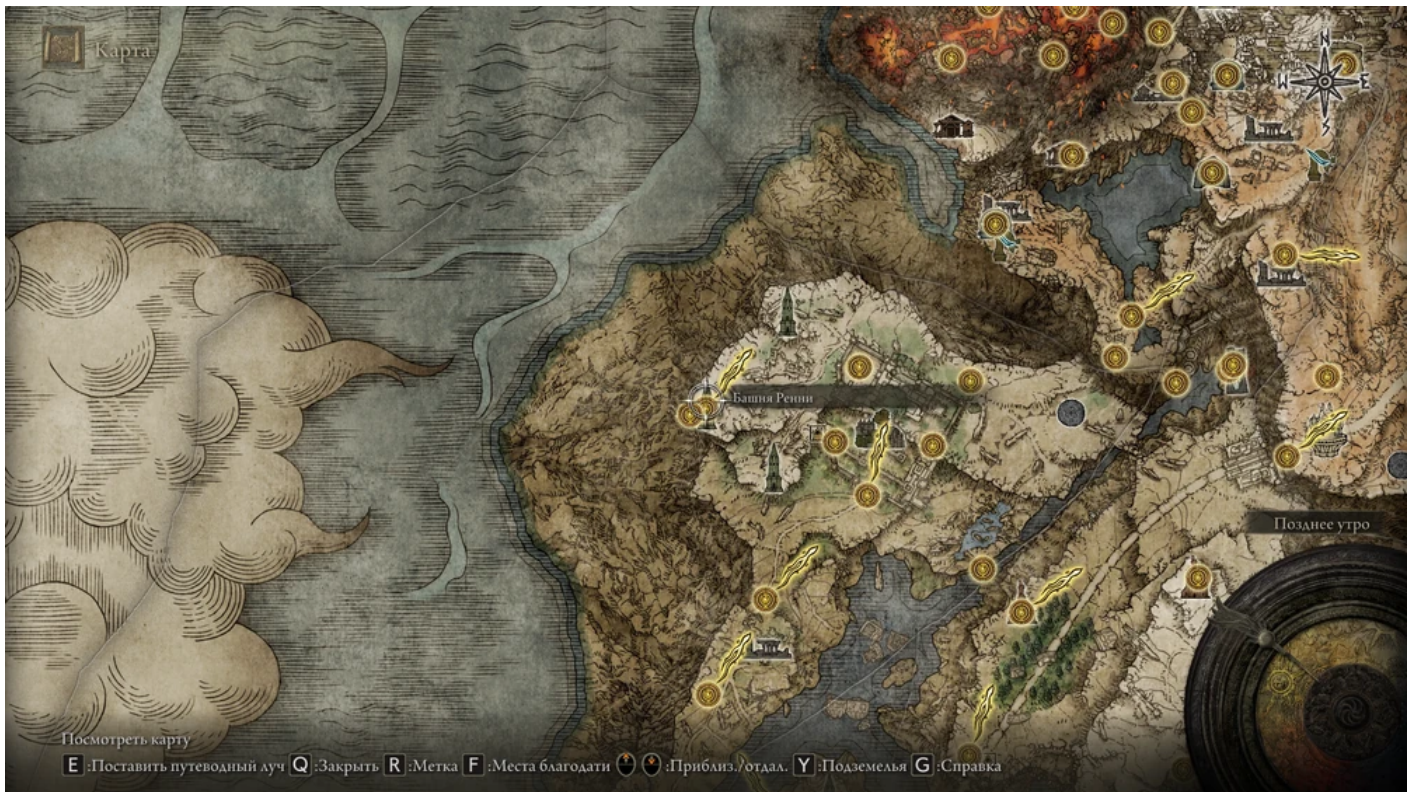 Карта
N
W E
S
Башня Ренни
Позднее утро
Посмотреть карту
E :Поставить путеводный луч Q :Закрыть R :Метка F :Места благодати :Приблиз./отдал. Y :Подземелья G :Справка